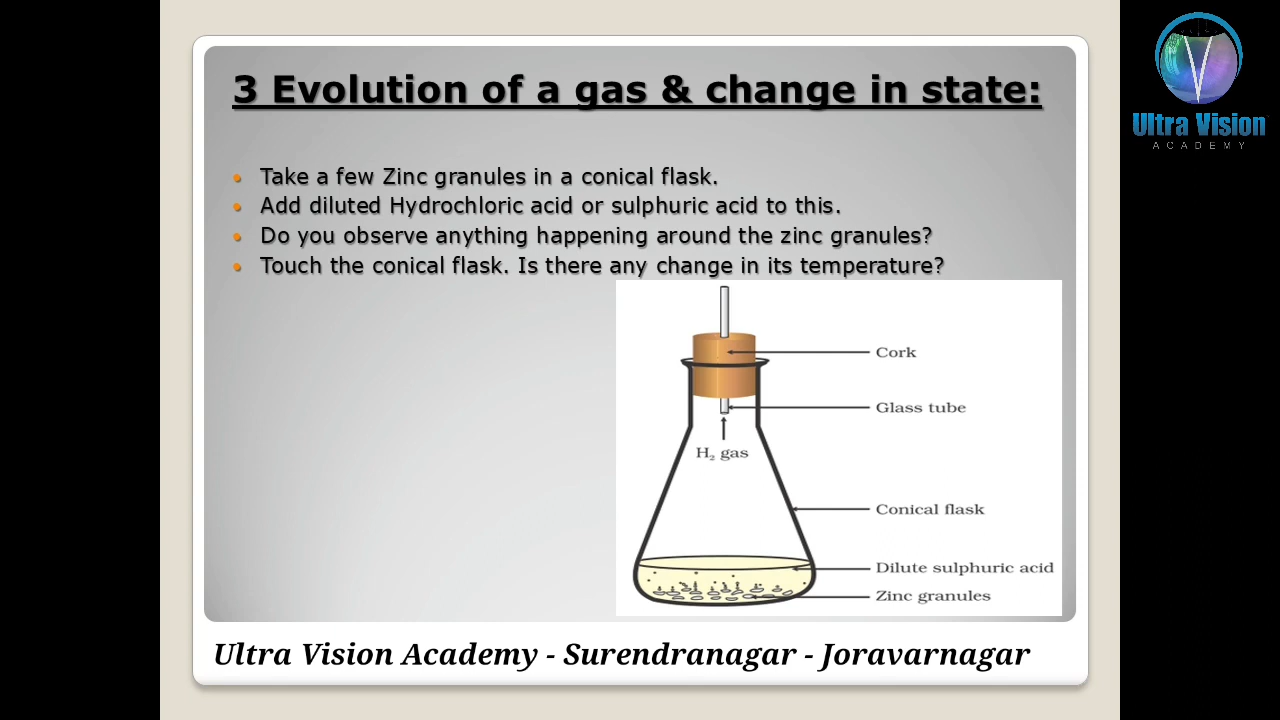 3 Evolution of a gas & change in state:
Take a few Zinc granules in a conical flask.
Add diluted Hydrochloric acid or sulphuric acid to this.
Do you observe anything happening around the zinc granules?
Touch the conical flask. Is there any change in its temperature?
Cork
Glass tube
H₂ gas
Conical flask
Dilute sulphuric acid
Zinc granules
Ultra Vision Academy - Surendranagar - Joravarnagar
Ultra Vision
ACADEMY